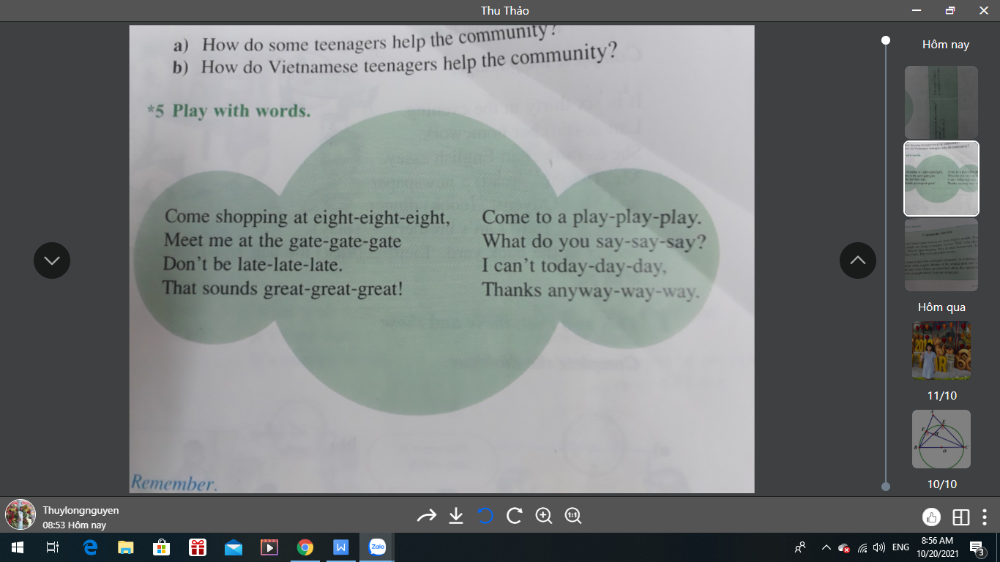 Thu Thảo
a) How do some teenagers help the community?
b) How do Vietnamese teenagers help the community?
*5 Play with words.
Come shopping at eight-eight-eight,
Meet me at the gate-gate-gate
Don't be late-late-late.
That sounds great-great-great!
Come to a play-play-play.
What do you say-say-say?
I can't today-day-day,
Thanks anyway-way-way.
Remember.
Hôm nay
Hôm qua
11/10
10/10
Thuylongnguyen
08:53 Hôm nay
1:1
Zalo
ENG
8:56 AM
10/20/2021
3